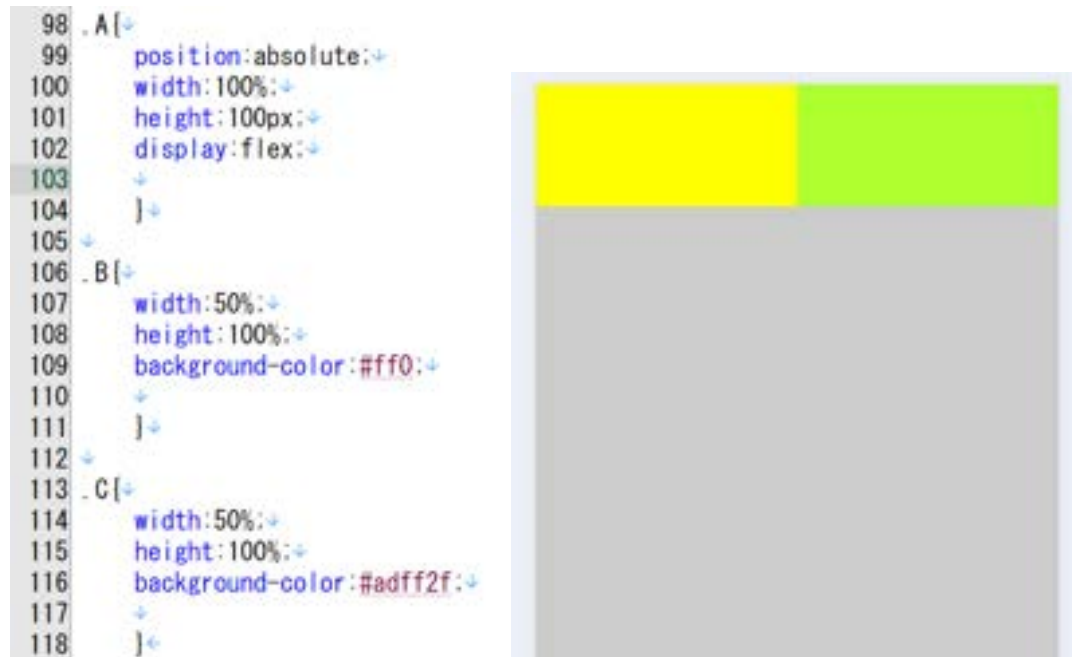 98 .A{↓
99 position:absolute;↓
100 width:100%;↓
101 height:100px;↓
102 display:flex;↓
103 ↓
104 }↓
105 ↓
106 .B{↓
107 width:50%;↓
108 height:100%;↓
109 background-color:#ff0;↓
110 ↓
111 }↓
112 ↓
113 .C{↓
114 width:50%;↓
115 height:100%;↓
116 background-color:#adff2f;↓
117 ↓
118 }←